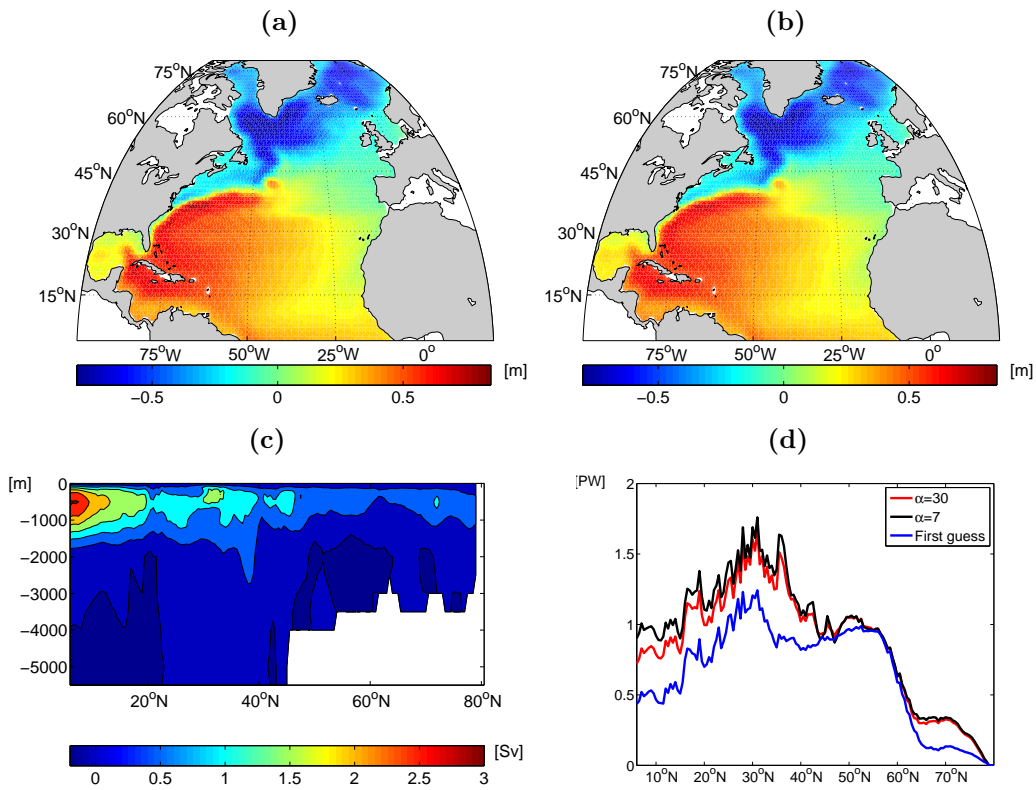 (a)
(b)
75°N
60°N
45°N
30°N
15°N
75°W
50°W
25°W
0°
[m]
−0.5
0
0.5
75°N
60°N
45°N
30°N
15°N
75°W
50°W
25°W
0°
[m]
−0.5
0
0.5
(c)
(d)
[m]
0
−1000
−2000
−3000
−4000
−5000
20°N
40°N
60°N
80°N
[Sv]
0
0.5
1
1.5
2
2.5
3
[PW]
2
1.5
1
0.5
0
α=30
α=7
First guess
10°N
20°N
30°N
40°N
50°N
60°N
70°N